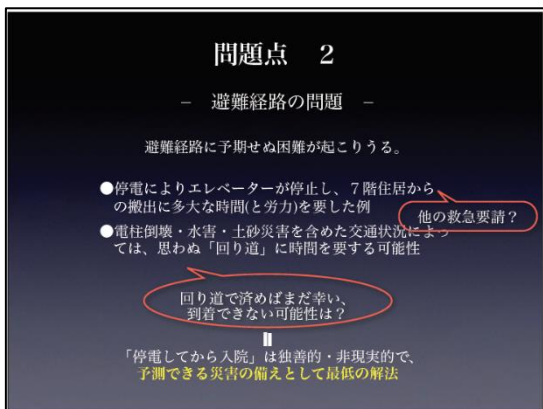 問題点　２
－　避難経路の問題　－
避難経路に予期せぬ困難が起こりうる。
●停電によりエレベーターが停止し、７階住居から
の搬出に多大な時間(と労力)を要した例
他の救急要請？
●電柱倒壊・水害・土砂災害を含めた交通状況によっ
ては、思わぬ「回り道」に時間を要する可能性
回り道で済めばまだ幸い、
到着できない可能性は？
＝
「停電してから入院」は独善的・非現実的で、
予測できる災害の備えとして最低の解法